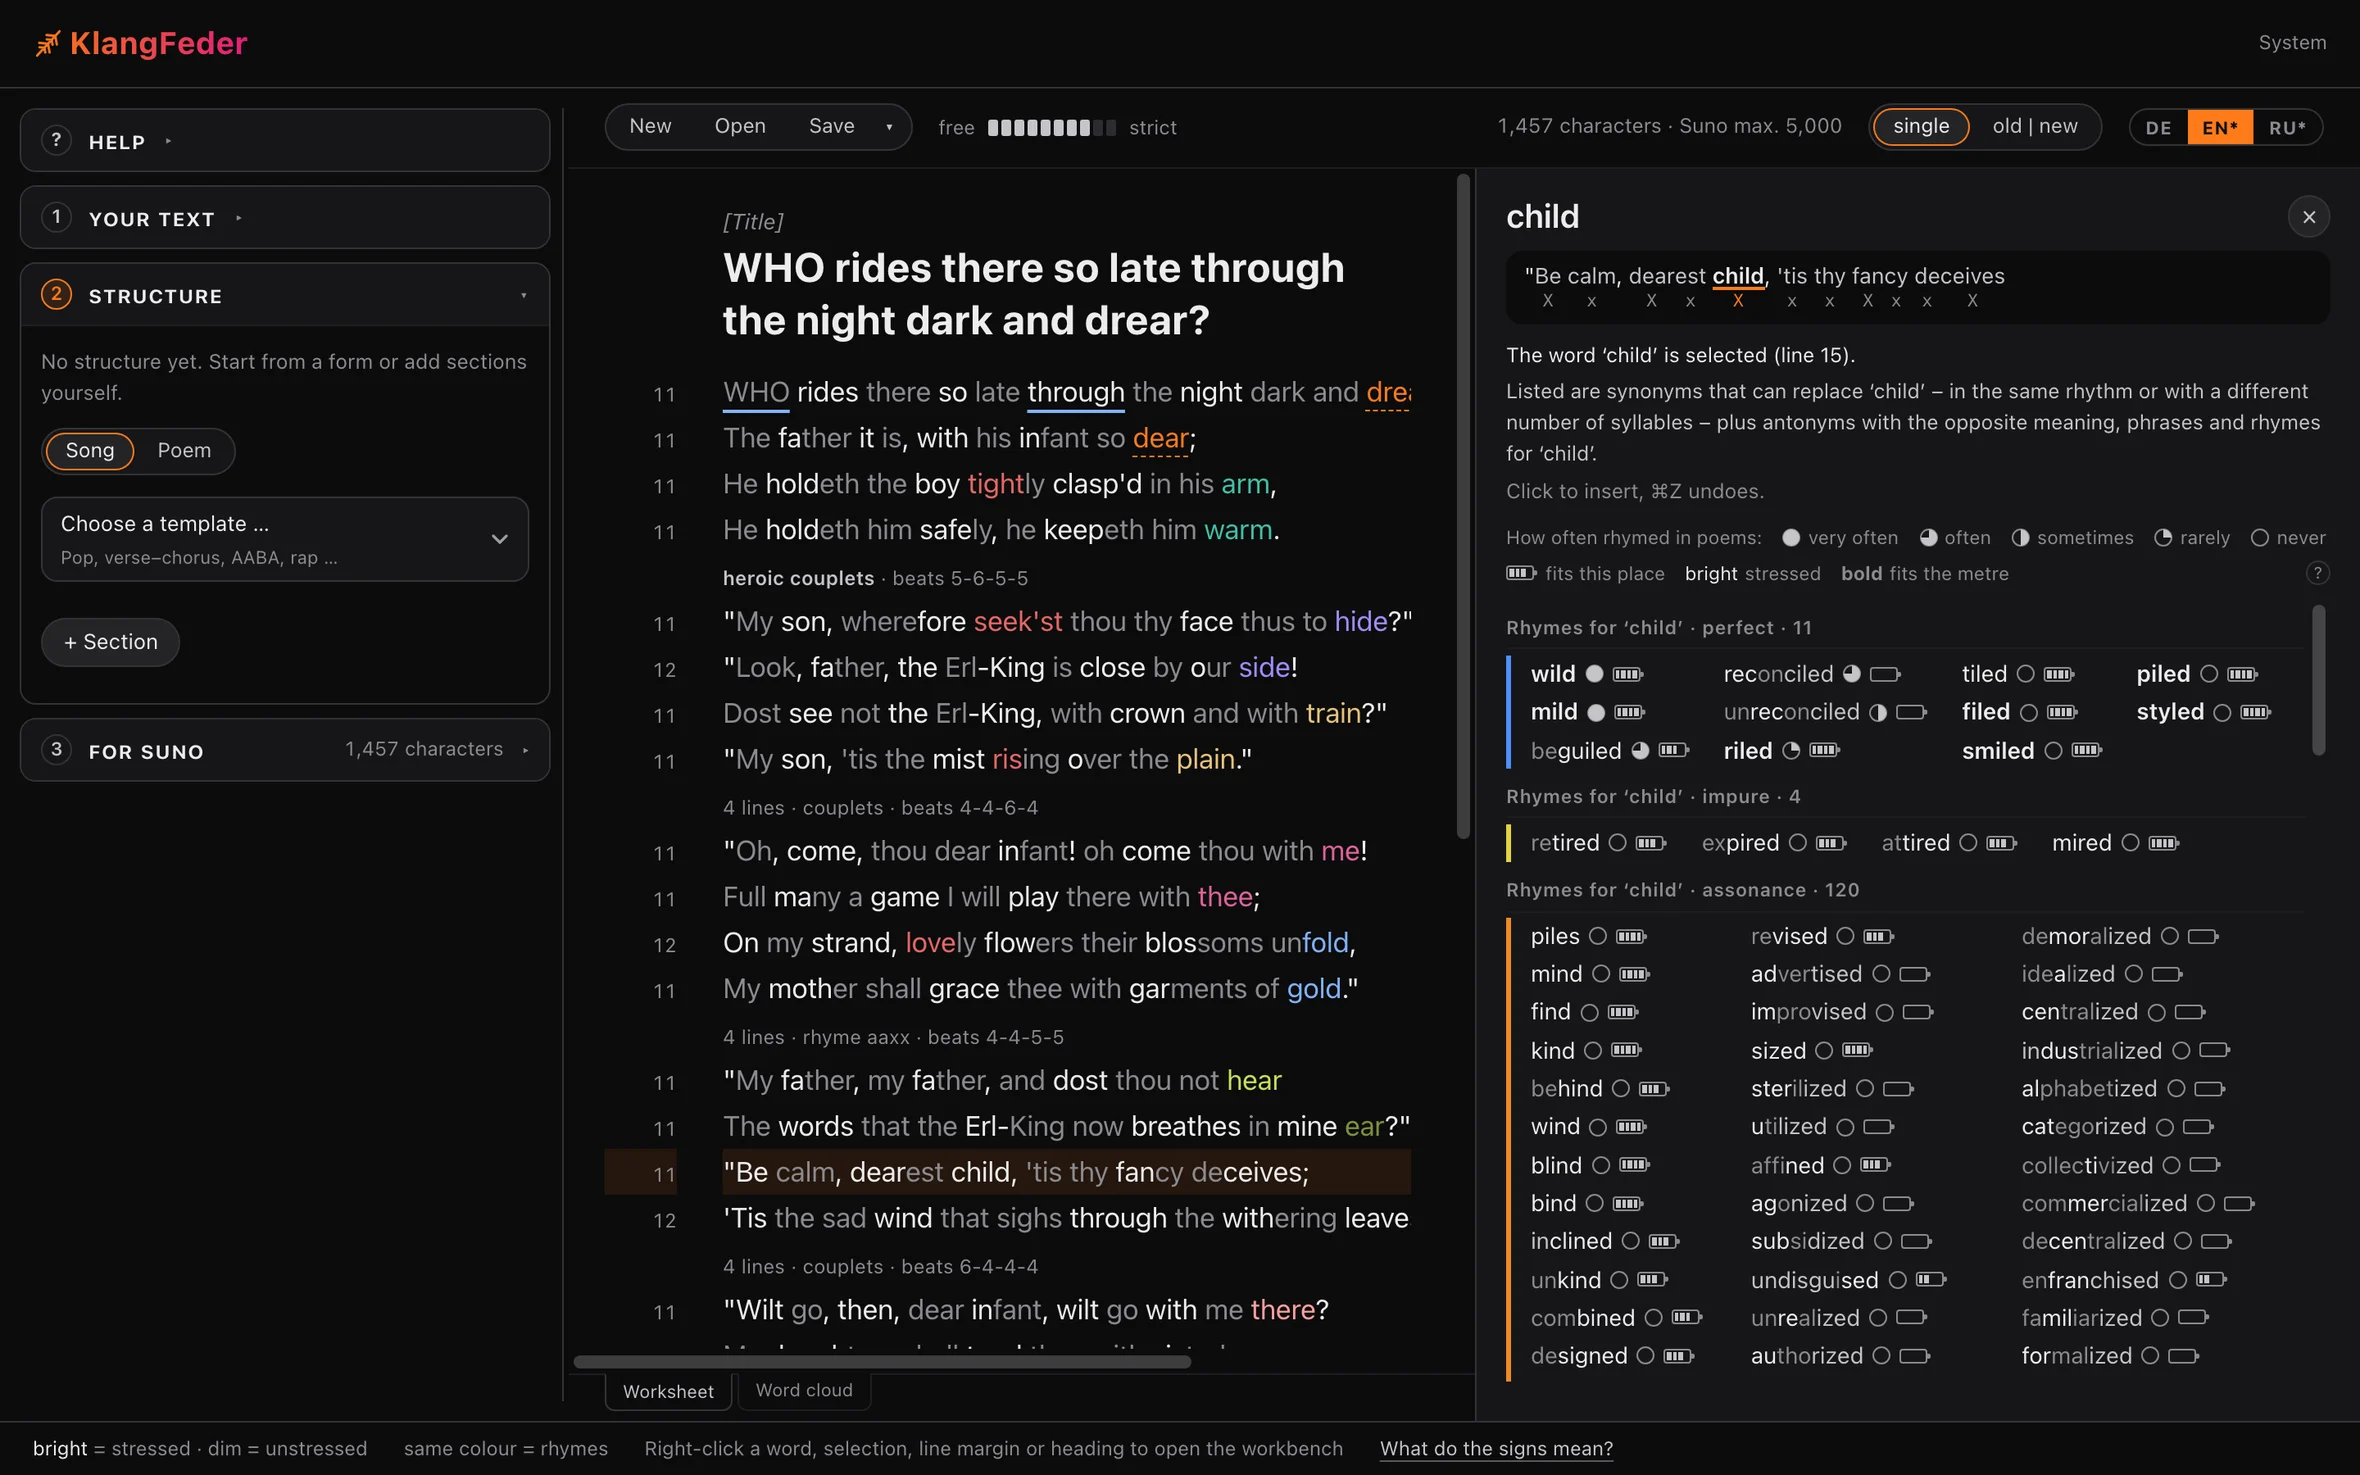 KlangFeder
System
? HELP
1 YOUR TEXT
2 STRUCTURE
No structure yet. Start from a form or add sections
yourself.
Song Poem
Choose a template ...
Pop, verse–chorus, AABA, rap ...
+ Section
3 FOR SUNO 1,457 characters
New Open Save
free strict
1,457 characters · Suno max. 5,000
single old | new
DE EN* RU*
[Title]
WHO rides there so late through
the night dark and drear?
11 WHO rides there so late through the night dark and drea
11 The father it is, with his infant so dear;
11 He holdeth the boy tightly clasp'd in his arm,
11 He holdeth him safely, he keepeth him warm.
heroic couplets · beats 5-6-5-5
11 "My son, wherefore seek'st thou thy face thus to hide?"
12 "Look, father, the Erl-King is close by our side!
11 Dost see not the Erl-King, with crown and with train?"
11 "My son, 'tis the mist rising over the plain."
4 lines · couplets · beats 4-4-6-4
11 "Oh, come, thou dear infant! oh come thou with me!
11 Full many a game I will play there with thee;
12 On my strand, lovely flowers their blossoms unfold,
11 My mother shall grace thee with garments of gold."
4 lines · rhyme aaxx · beats 4-4-5-5
11 "My father, my father, and dost thou not hear
11 The words that the Erl-King now breathes in mine ear?"
11 "Be calm, dearest child, 'tis thy fancy deceives;
12 'Tis the sad wind that sighs through the withering leave
4 lines · couplets · beats 6-4-4-4
11 "Wilt go, then, dear infant, wilt go with me there?
Worksheet Word cloud
child
"Be calm, dearest child, 'tis thy fancy deceives
X x X x X x x X x x X
The word ‘child’ is selected (line 15).
Listed are synonyms that can replace ‘child’ – in the same rhythm or with a different
number of syllables – plus antonyms with the opposite meaning, phrases and rhymes
for ‘child’.
Click to insert, ⌘Z undoes.
How often rhymed in poems: very often often sometimes rarely never
fits this place bright stressed bold fits the metre ?
Rhymes for ‘child’ · perfect · 11
wild reconciled tiled piled
mild unreconciled filed styled
beguiled riled smiled
Rhymes for ‘child’ · impure · 4
retired expired attired mired
Rhymes for ‘child’ · assonance · 120
piles revised demoralized
mind advertised idealized
find improvised centralized
kind sized industrialized
behind sterilized alphabetized
wind utilized categorized
blind affined collectivized
bind agonized commercialized
inclined subsidized decentralized
unkind undisguised enfranchised
combined unrealized familiarized
designed authorized formalized
bright = stressed · dim = unstressed same colour = rhymes Right-click a word, selection, line margin or heading to open the workbench What do the signs mean?